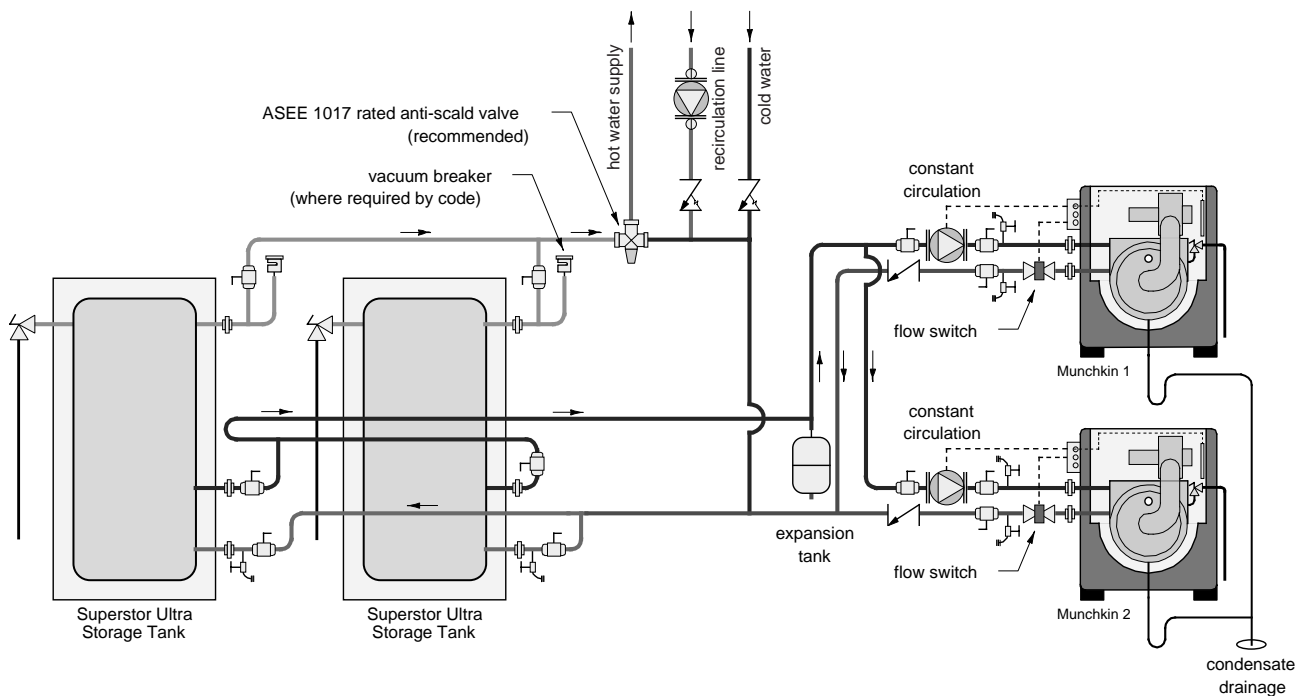 hot water supply
recirculation line
cold water
ASEE 1017 rated anti-scald valve
(recommended)
vacuum breaker
(where required by code)
constant
circulation
flow switch
Munchkin 1
constant
circulation
expansion
tank
flow switch
Munchkin 2
Superstor Ultra
Storage Tank
Superstor Ultra
Storage Tank
condensate
drainage